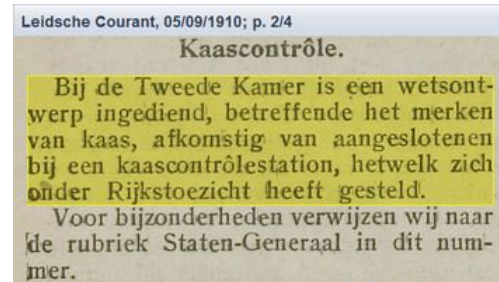 Leidsche Courant, 05/09/1910; p. 2/4
Kaascontrôle.
Bij de Tweede Kamer is een wetsont-
werp ingediend, betreffende het merken
van kaas, afkomstig van aangeslotenen
bij een kaascontrôlestation, hetwelk zich
onder Rijkstoezicht heeft gesteld.
Voor bijzonderheden verwijzen wij naar
de rubriek Staten-Generaal in dit num-
mer.